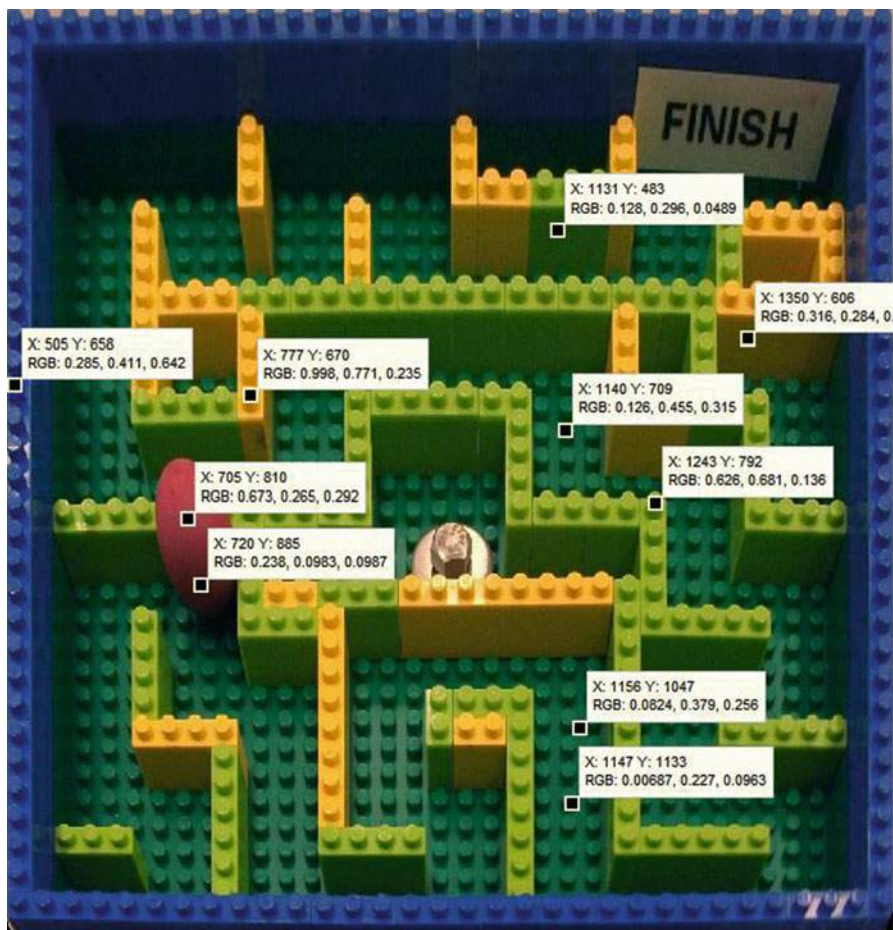 FINISH
X: 1131 Y: 483
RGB: 0.128, 0.296, 0.0489
X: 1350 Y: 606
RGB: 0.316, 0.284, 0.
X: 505 Y: 658
RGB: 0.285, 0.411, 0.642
X: 777 Y: 670
RGB: 0.998, 0.771, 0.235
X: 1140 Y: 709
RGB: 0.126, 0.455, 0.315
X: 1243 Y: 792
RGB: 0.626, 0.681, 0.136
X: 705 Y: 810
RGB: 0.673, 0.265, 0.292
X: 720 Y: 885
RGB: 0.238, 0.0983, 0.0987
X: 1156 Y: 1047
RGB: 0.0824, 0.379, 0.256
X: 1147 Y: 1133
RGB: 0.00687, 0.227, 0.0963